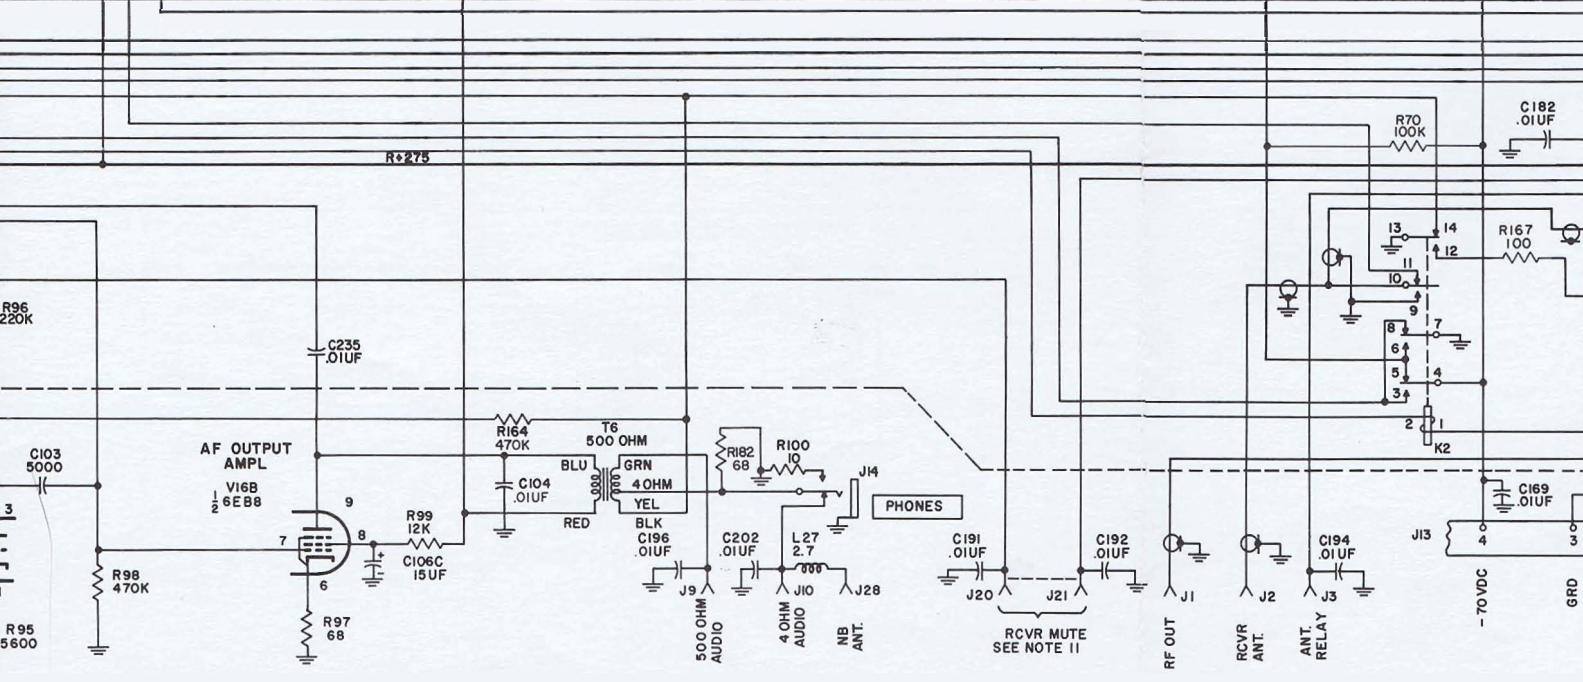 R+275
C182
.01UF
R70
100K
13
14
R167
100
12
11
10
9
8
7
6
5
4
3
2
1
K2
R96
220K
C235
.01UF
AF OUTPUT
AMPL
V16B
1/2 6EB8
C103
5000
3
9
7
8
6
R99
12K
C106C
15UF
+
-
R98
470K
R97
68
R95
5600
R164
470K
T6
500 OHM
BLU
GRN
4 OHM
YEL
RED
BLK
C104
.01UF
R182
68
R100
10
J14
PHONES
C196
.01UF
C202
.01UF
L27
2.7
J9
J10
J28
500 OHM
AUDIO
4 OHM
AUDIO
NB
ANT.
C191
.01UF
C192
.01UF
J20
J21
RCVR MUTE
SEE NOTE 11
C194
.01UF
J1
J2
J3
RF OUT
RCVR
ANT.
ANT.
RELAY
C169
.01UF
J13
4
3
-70VDC
GRD